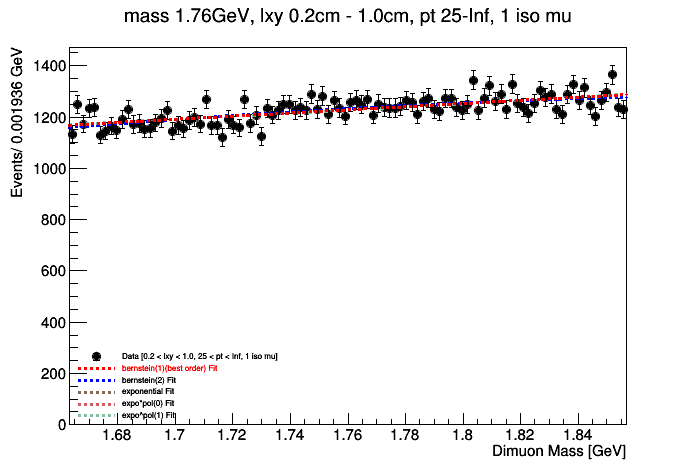 mass 1.76GeV, lxy 0.2cm - 1.0cm, pt 25-Inf, 1 iso mu
Events/ 0.001936 GeV
1400
1200
1000
800
600
400
200
0
Data [0.2 < lxy < 1.0, 25 < pt < Inf, 1 iso mu]
bernstein(1)(best order) Fit
bernstein(2) Fit
exponential Fit
expo*pol(0) Fit
expo*pol(1) Fit
1.68 1.7 1.72 1.74 1.76 1.78 1.8 1.82 1.84
Dimuon Mass [GeV]